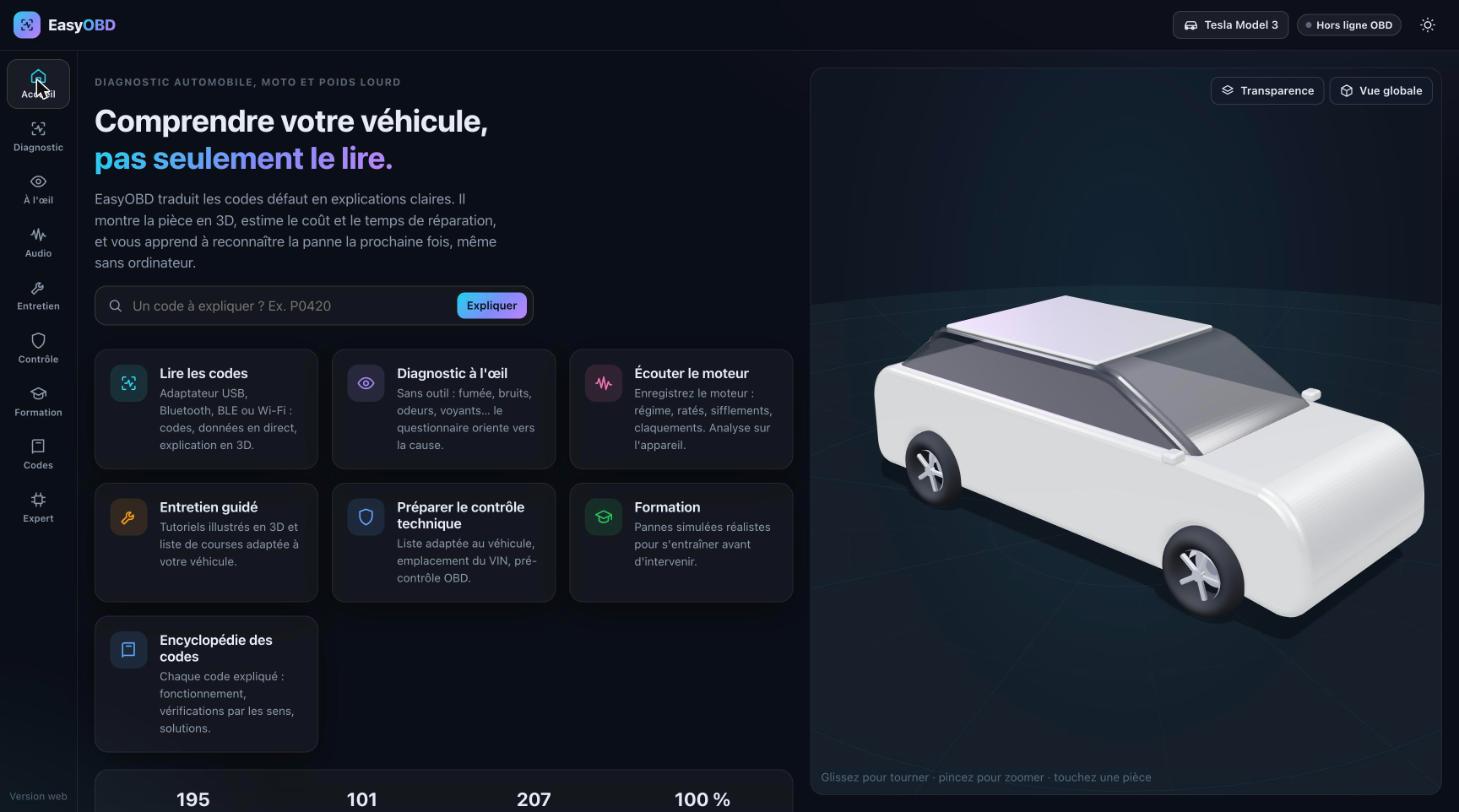 EasyOBD
Tesla Model 3
Hors ligne OBD
Diagnostic
À l'œil
Audio
Entretien
Contrôle
Formation
Codes
Expert
Version web
DIAGNOSTIC AUTOMOBILE, MOTO ET POIDS LOURD
Comprendre votre véhicule,
pas seulement le lire.
EasyOBD traduit les codes défaut en explications claires. Il
montre la pièce en 3D, estime le coût et le temps de réparation,
et vous apprend à reconnaître la panne la prochaine fois, même
sans ordinateur.
Un code à expliquer ? Ex. P0420
Expliquer
Lire les codes
Adaptateur USB,
Bluetooth, BLE ou Wi-Fi :
codes, données en direct,
explication en 3D.
Diagnostic à l'œil
Sans outil : fumée, bruits,
odeurs, voyants... le
questionnaire oriente vers
la cause.
Écouter le moteur
Enregistrez le moteur :
régime, ratés, sifflements,
claquements. Analyse sur
l'appareil.
Entretien guidé
Tutoriels illustrés en 3D et
liste de courses adaptée à
votre véhicule.
Préparer le contrôle
technique
Liste adaptée au véhicule,
emplacement du VIN, pré-
contrôle OBD.
Formation
Pannes simulées réalistes
pour s'entraîner avant
d'intervenir.
Encyclopédie des
codes
Chaque code expliqué :
fonctionnement,
vérifications par les sens,
solutions.
195
101
207
100 %
Transparence
Vue globale
Glissez pour tourner · pincez pour zoomer · touchez une pièce